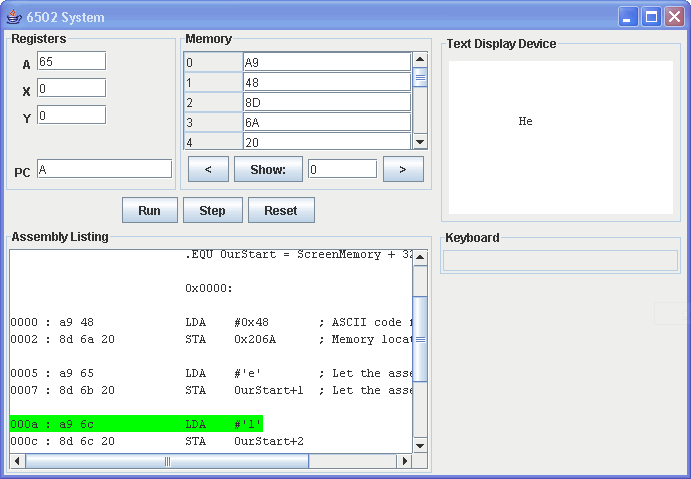 6502 System
Registers
A 65
X 0
Y 0
PC A
Memory
0 A9
1 48
2 8D
3 6A
4 20
< Show: 0 >
Run Step Reset
Text Display Device
He
Keyboard
Assembly Listing
.EQU OurStart = ScreenMemory + 32
0x0000:
0000 : a9 48 LDA #0x48 ; ASCII code
0002 : 8d 6a 20 STA 0x206A ; Memory locat
0005 : a9 65 LDA #'e' ; Let the asse
0007 : 8d 6b 20 STA OurStart+1 ; Let the asse
000a : a9 6c LDA #'l'
000c : 8d 6c 20 STA OurStart+2